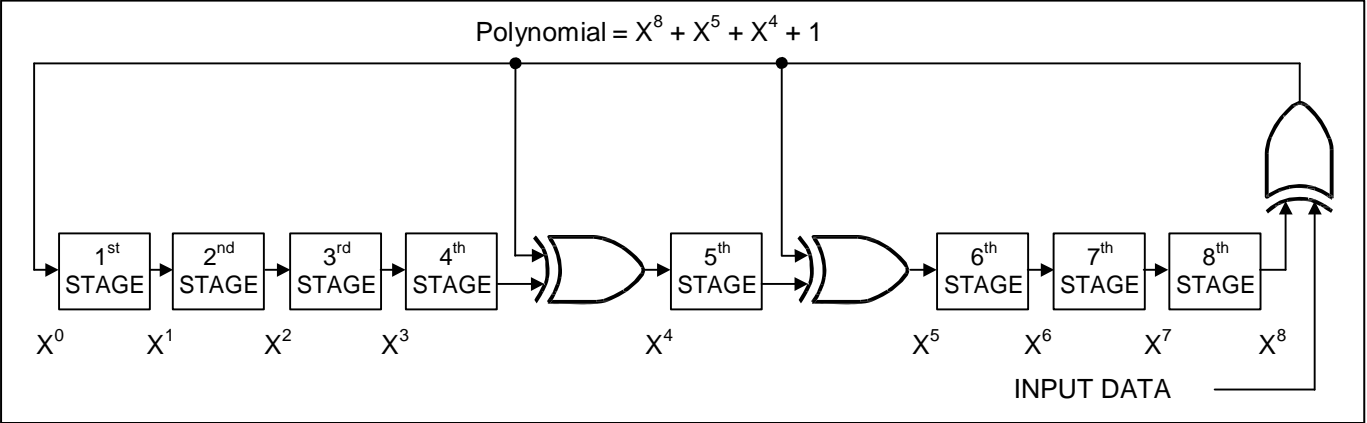 Polynomial = X⁸ + X⁵ + X⁴ + 1
1st STAGE
2nd STAGE
3rd STAGE
4th STAGE
5th STAGE
6th STAGE
7th STAGE
8th STAGE
X⁰ X¹ X² X³ X⁴ X⁵ X⁶ X⁷ X⁸
INPUT DATA